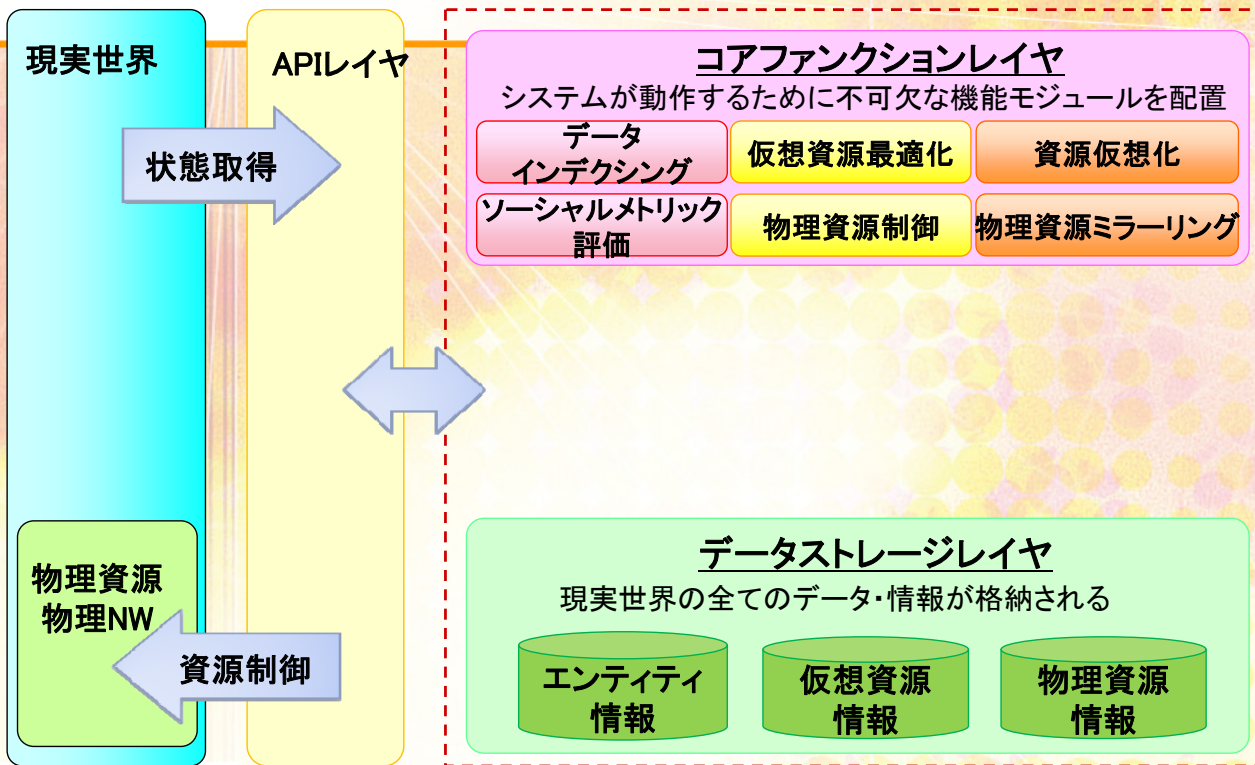 現実世界
APIレイヤ
コアファンクションレイヤ
システムが動作するために不可欠な機能モジュールを配置
状態取得
データ
インデクシング
仮想資源最適化
資源仮想化
ソーシャルメトリック
評価
物理資源制御
物理資源ミラーリング
物理資源
物理NW
資源制御
データストレージレイヤ
現実世界の全てのデータ・情報が格納される
エンティティ
情報
仮想資源
情報
物理資源
情報